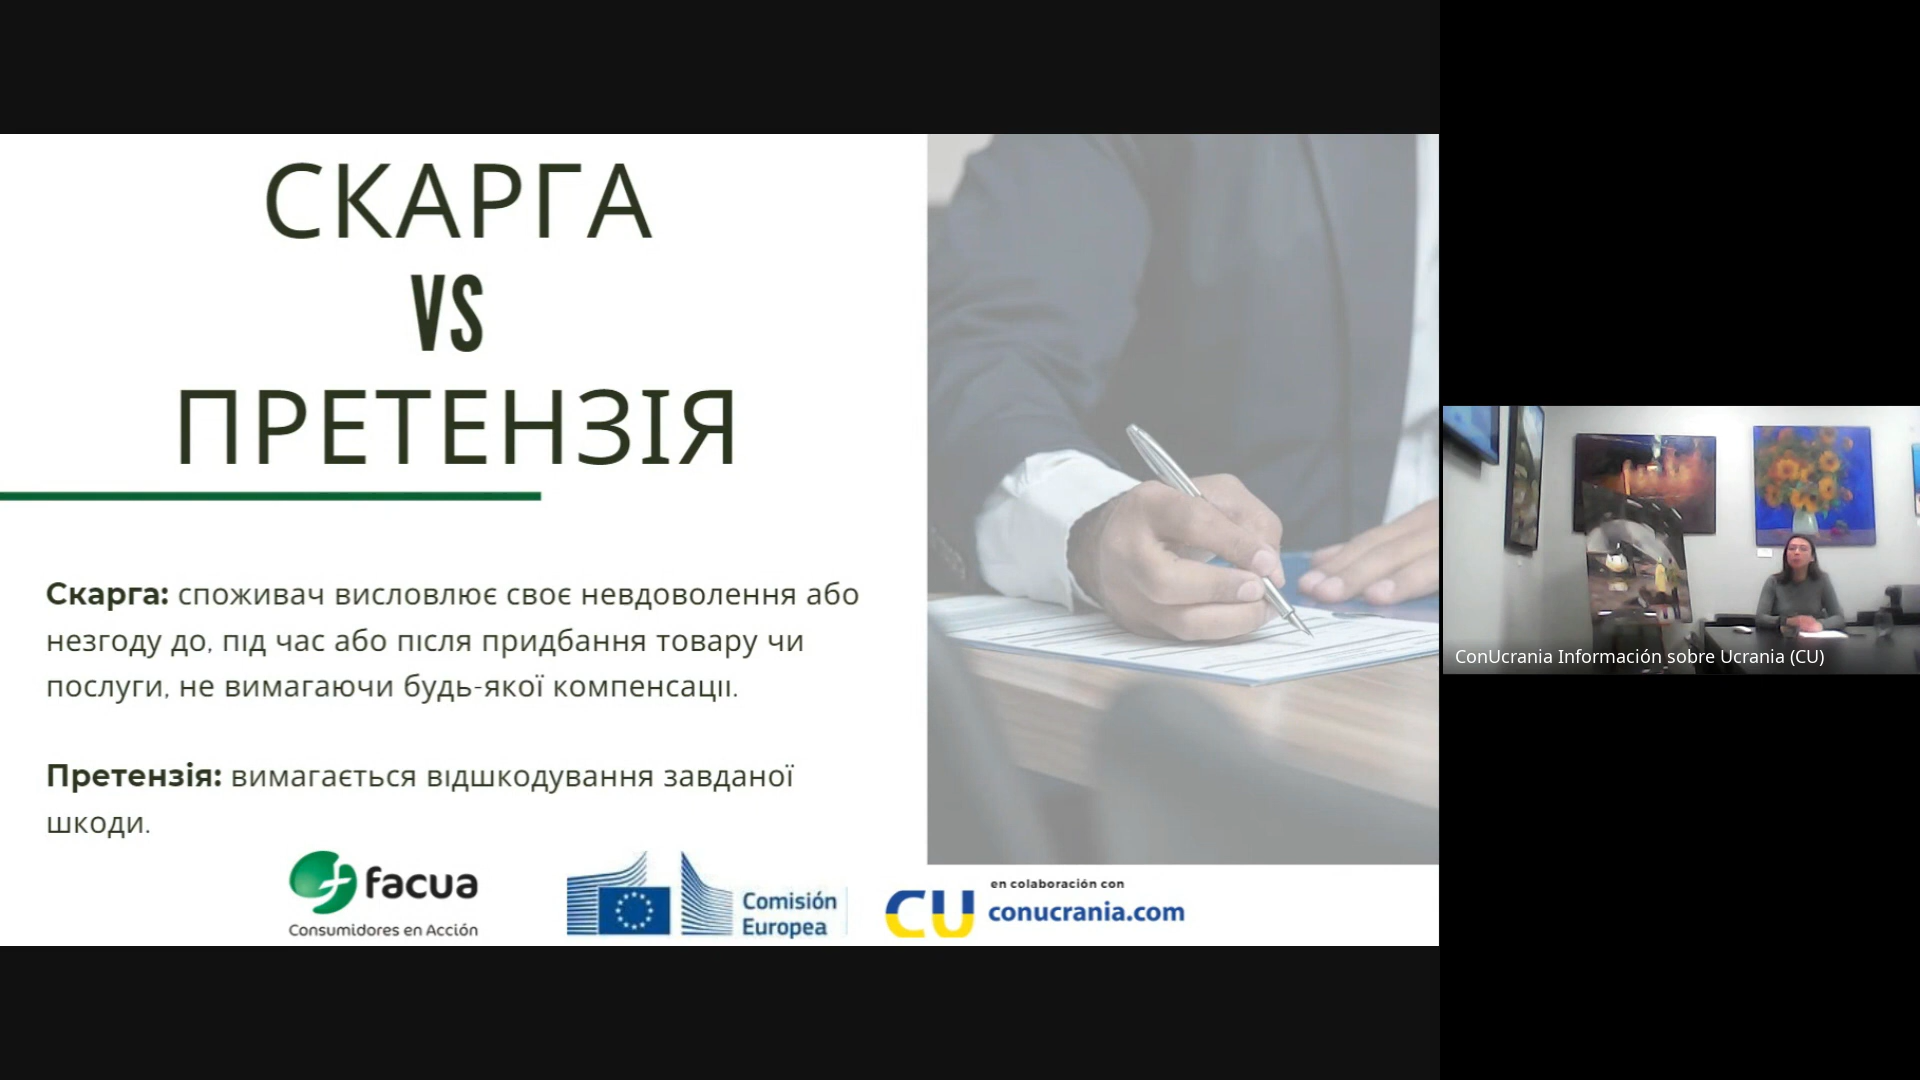 СКАРГА
VS
ПРЕТЕНЗІЯ
Скарга: споживач висловлює своє невдоволення або
незгоду до, під час або після придбання товару чи
послуги, не вимагаючи будь-якої компенсації.
Претензія: вимагається відшкодування завданої
шкоди.
facua
Consumidores en Acción
Comisión
Europea
CU
en colaboración con
conucrania.com
ConUcrania Información sobre Ucrania (CU)